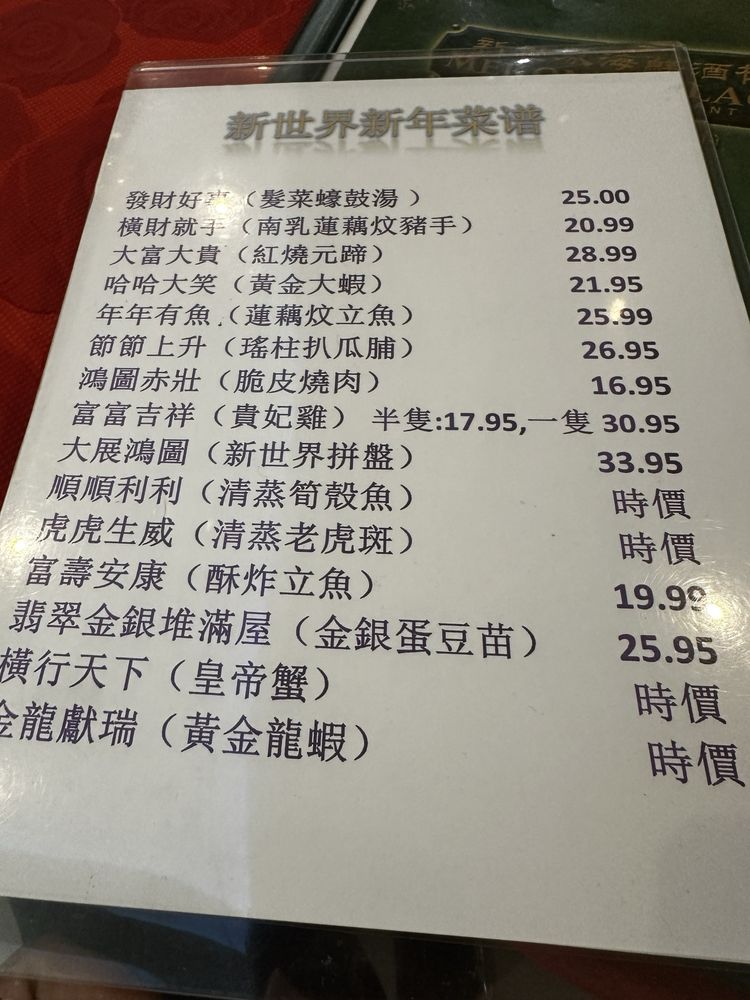 新世界新年菜谱
發財好事（髮菜蠔鼓湯） 25.00
橫財就手（南乳蓮藕炆豬手） 20.99
大富大貴（紅燒元蹄） 28.99
哈哈大笑（黃金大蝦） 21.95
年年有魚（蓮藕炆立魚） 25.99
節節上升（瑤柱扒瓜脯） 26.95
鴻圖赤壯（脆皮燒肉） 16.95
富富吉祥（貴妃雞） 半隻:17.95,一隻 30.95
大展鴻圖（新世界拼盤） 33.95
順順利利（清蒸筍殼魚） 時價
虎虎生威（清蒸老虎斑） 時價
富壽安康（酥炸立魚） 19.99
翡翠金銀堆滿屋（金銀蛋豆苗） 25.95
橫行天下（皇帝蟹） 時價
金龍獻瑞（黃金龍蝦） 時價